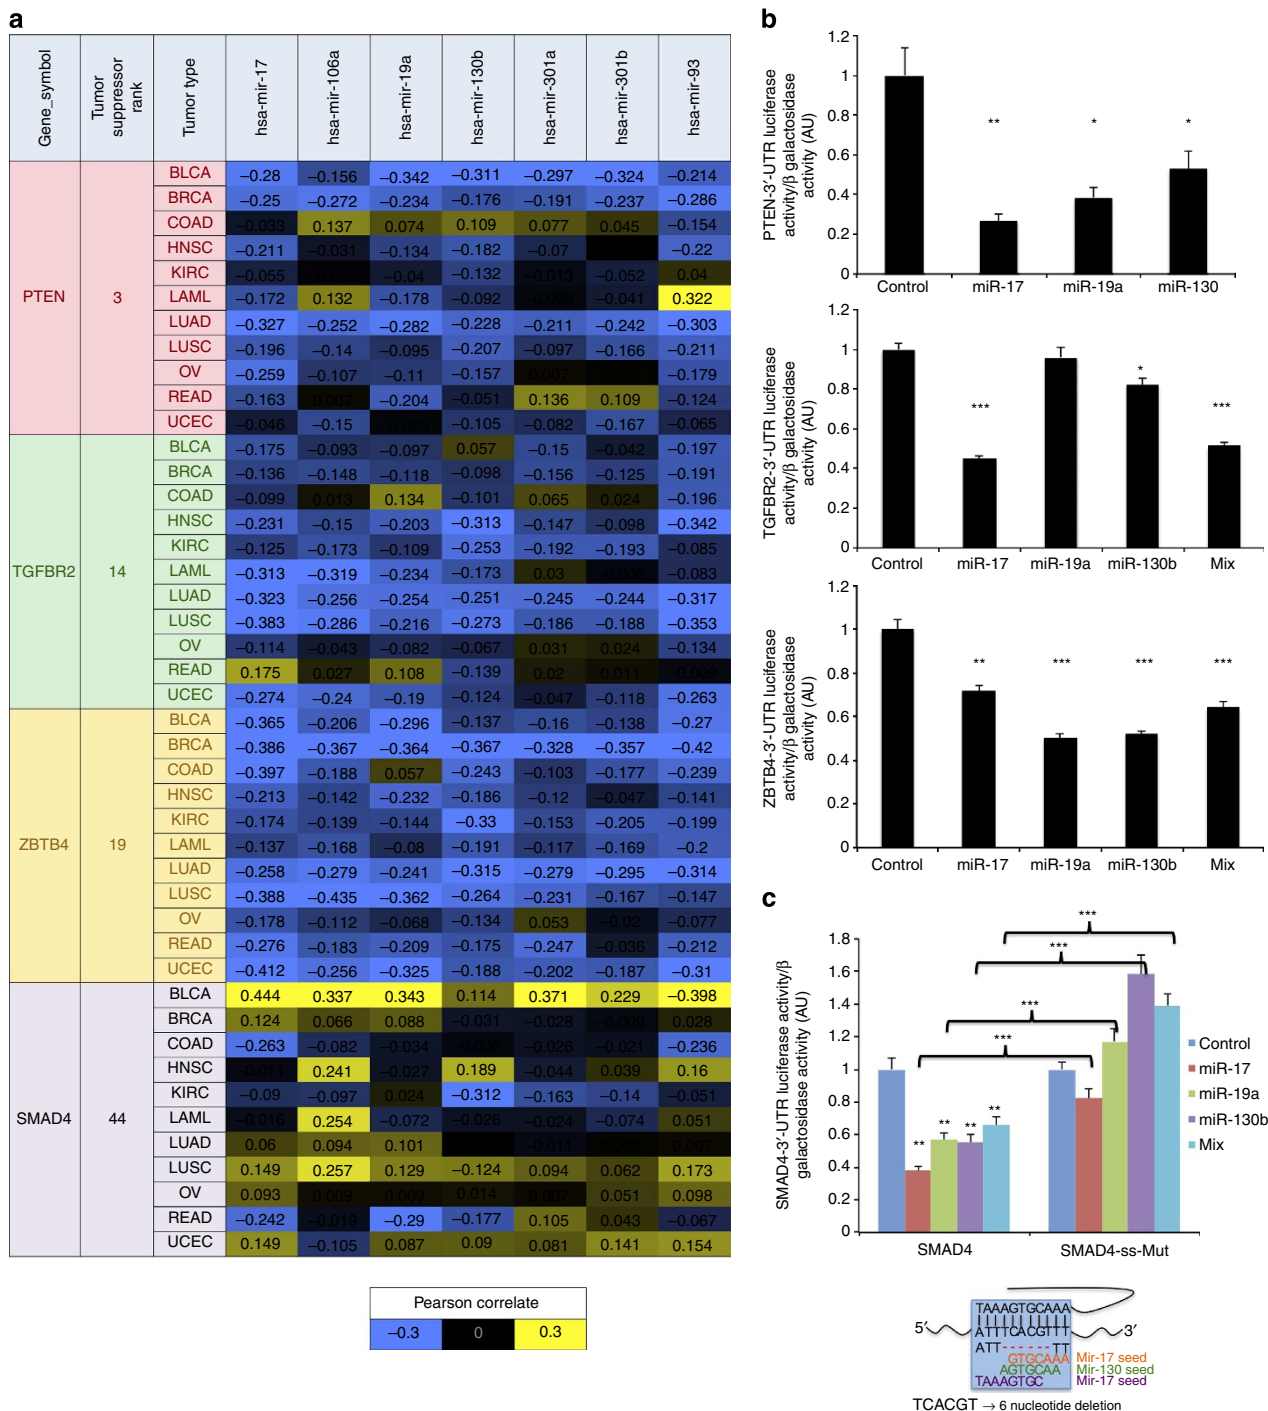 a
Gene_symbol	Tumor suppressor rank	Tumor type	hsa-mir-17	hsa-mir-106a	hsa-mir-19a	hsa-mir-130b	hsa-mir-301a	hsa-mir-301b	hsa-mir-93
PTEN	3
BLCA	−0.28	−0.156	−0.342	−0.311	−0.297	−0.324	−0.214
BRCA	−0.25	−0.272	−0.234	−0.176	−0.191	−0.237	−0.286
COAD	−0.033	0.137	0.074	0.109	0.077	0.045	−0.154
HNSC	−0.211	−0.031	−0.134	−0.182	−0.07	−0.22
KIRC	−0.055	−0.04	−0.132	−0.013	−0.052	0.04
LAML	−0.172	0.132	−0.178	−0.092	−0.041	0.322
LUAD	−0.327	−0.252	−0.282	−0.228	−0.211	−0.242	−0.303
LUSC	−0.196	−0.14	−0.095	−0.207	−0.097	−0.166	−0.211
OV	−0.259	−0.107	−0.11	−0.157	0.007	−0.179
READ	−0.163	0.007	−0.204	−0.051	0.136	0.109	−0.124
UCEC	−0.046	−0.15	−0.003	−0.105	−0.082	−0.167	−0.065
TGFBR2	14
BLCA	−0.175	−0.093	−0.097	0.057	−0.15	−0.042	−0.197
BRCA	−0.136	−0.148	−0.118	−0.098	−0.156	−0.125	−0.191
COAD	−0.099	0.013	0.134	−0.101	0.065	0.024	−0.196
HNSC	−0.231	−0.15	−0.203	−0.313	−0.147	−0.098	−0.342
KIRC	−0.125	−0.173	−0.109	−0.253	−0.192	−0.193	−0.085
LAML	−0.313	−0.319	−0.234	−0.173	0.03	−0.083
LUAD	−0.323	−0.256	−0.254	−0.251	−0.245	−0.244	−0.317
LUSC	−0.383	−0.286	−0.216	−0.273	−0.186	−0.188	−0.353
OV	−0.114	−0.043	−0.082	−0.067	0.031	0.024	−0.134
READ	0.175	0.027	0.108	−0.139	0.02	0.011	−0.009
UCEC	−0.274	−0.24	−0.19	−0.124	−0.047	−0.118	−0.263
ZBTB4	19
BLCA	−0.365	−0.206	−0.296	−0.137	−0.16	−0.138	−0.27
BRCA	−0.386	−0.367	−0.364	−0.367	−0.328	−0.357	−0.42
COAD	−0.397	−0.188	0.057	−0.243	−0.103	−0.177	−0.239
HNSC	−0.213	−0.142	−0.232	−0.186	−0.12	−0.047	−0.141
KIRC	−0.174	−0.139	−0.144	−0.33	−0.153	−0.205	−0.199
LAML	−0.137	−0.168	−0.08	−0.191	−0.117	−0.169	−0.2
LUAD	−0.258	−0.279	−0.241	−0.315	−0.279	−0.295	−0.314
LUSC	−0.388	−0.435	−0.362	−0.264	−0.231	−0.167	−0.147
OV	−0.178	−0.112	−0.068	−0.134	0.053	−0.02	−0.077
READ	−0.276	−0.183	−0.209	−0.175	−0.247	−0.036	−0.212
UCEC	−0.412	−0.256	−0.325	−0.188	−0.202	−0.187	−0.31
SMAD4	44
BLCA	0.444	0.337	0.343	0.114	0.371	0.229	−0.398
BRCA	0.124	0.066	0.088	−0.031	−0.028	−0.009	0.028
COAD	−0.263	−0.082	−0.034	−0.026	−0.021	−0.236
HNSC	−0.011	0.241	−0.027	0.189	−0.044	0.039	0.16
KIRC	−0.09	−0.097	0.024	−0.312	−0.163	−0.14	−0.051
LAML	−0.016	0.254	−0.072	−0.026	−0.024	−0.074	0.051
LUAD	0.06	0.094	0.101	−0.011	0.007
LUSC	0.149	0.257	0.129	−0.124	0.094	0.062	0.173
OV	0.093	0.009	0.009	0.014	0.007	0.051	0.098
READ	−0.242	−0.019	−0.29	−0.177	0.105	0.043	−0.067
UCEC	0.149	−0.105	0.087	0.09	0.081	0.141	0.154
Pearson correlate
−0.3	0	0.3
b
PTEN-3′-UTR luciferase
activity/β galactosidase
activity (AU)
1.2
1
0.8
0.6
0.4
0.2
0
** * *
Control miR-17 miR-19a miR-130
TGFBR2-3′-UTR luciferase
activity/β galactosidase
activity (AU)
1.2
1
0.8
0.6
0.4
0.2
0
*** * ***
Control miR-17 miR-19a miR-130b Mix
ZBTB4-3′-UTR luciferase
activity/β galactosidase
activity (AU)
1.2
1
0.8
0.6
0.4
0.2
0
** *** *** ***
Control miR-17 miR-19a miR-130b Mix
c
SMAD4-3′-UTR luciferase activity/β
galactosidase activity (AU)
1.8
1.6
1.4
1.2
1
0.8
0.6
0.4
0.2
0
***
***
***
***
** ** ** **
SMAD4 SMAD4-ss-Mut
Control
miR-17
miR-19a
miR-130b
Mix
TAAAGTGCAAA
5′ ATTTCACGTTT 3′
ATT-------TT
GTGCAAA Mir-17 seed
AGTGCAA Mir-130 seed
TAAAGTGC Mir-17 seed
TCACGT → 6 nucleotide deletion